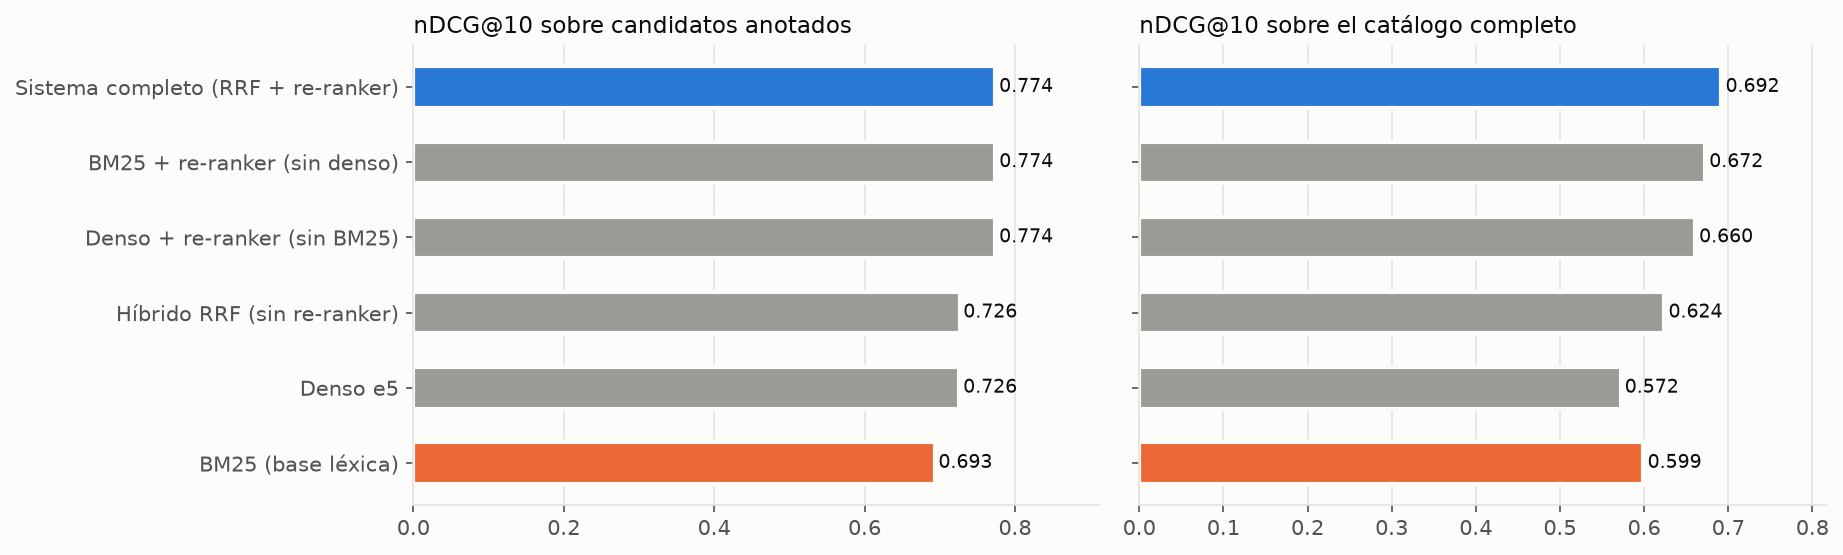 nDCG@10 sobre candidatos anotados
Sistema completo (RRF + re-ranker)
0.774
BM25 + re-ranker (sin denso)
0.774
Denso + re-ranker (sin BM25)
0.774
Híbrido RRF (sin re-ranker)
0.726
Denso e5
0.726
BM25 (base léxica)
0.693
0.0 0.2 0.4 0.6 0.8
nDCG@10 sobre el catálogo completo
0.692
0.672
0.660
0.624
0.572
0.599
0.0 0.1 0.2 0.3 0.4 0.5 0.6 0.7 0.8